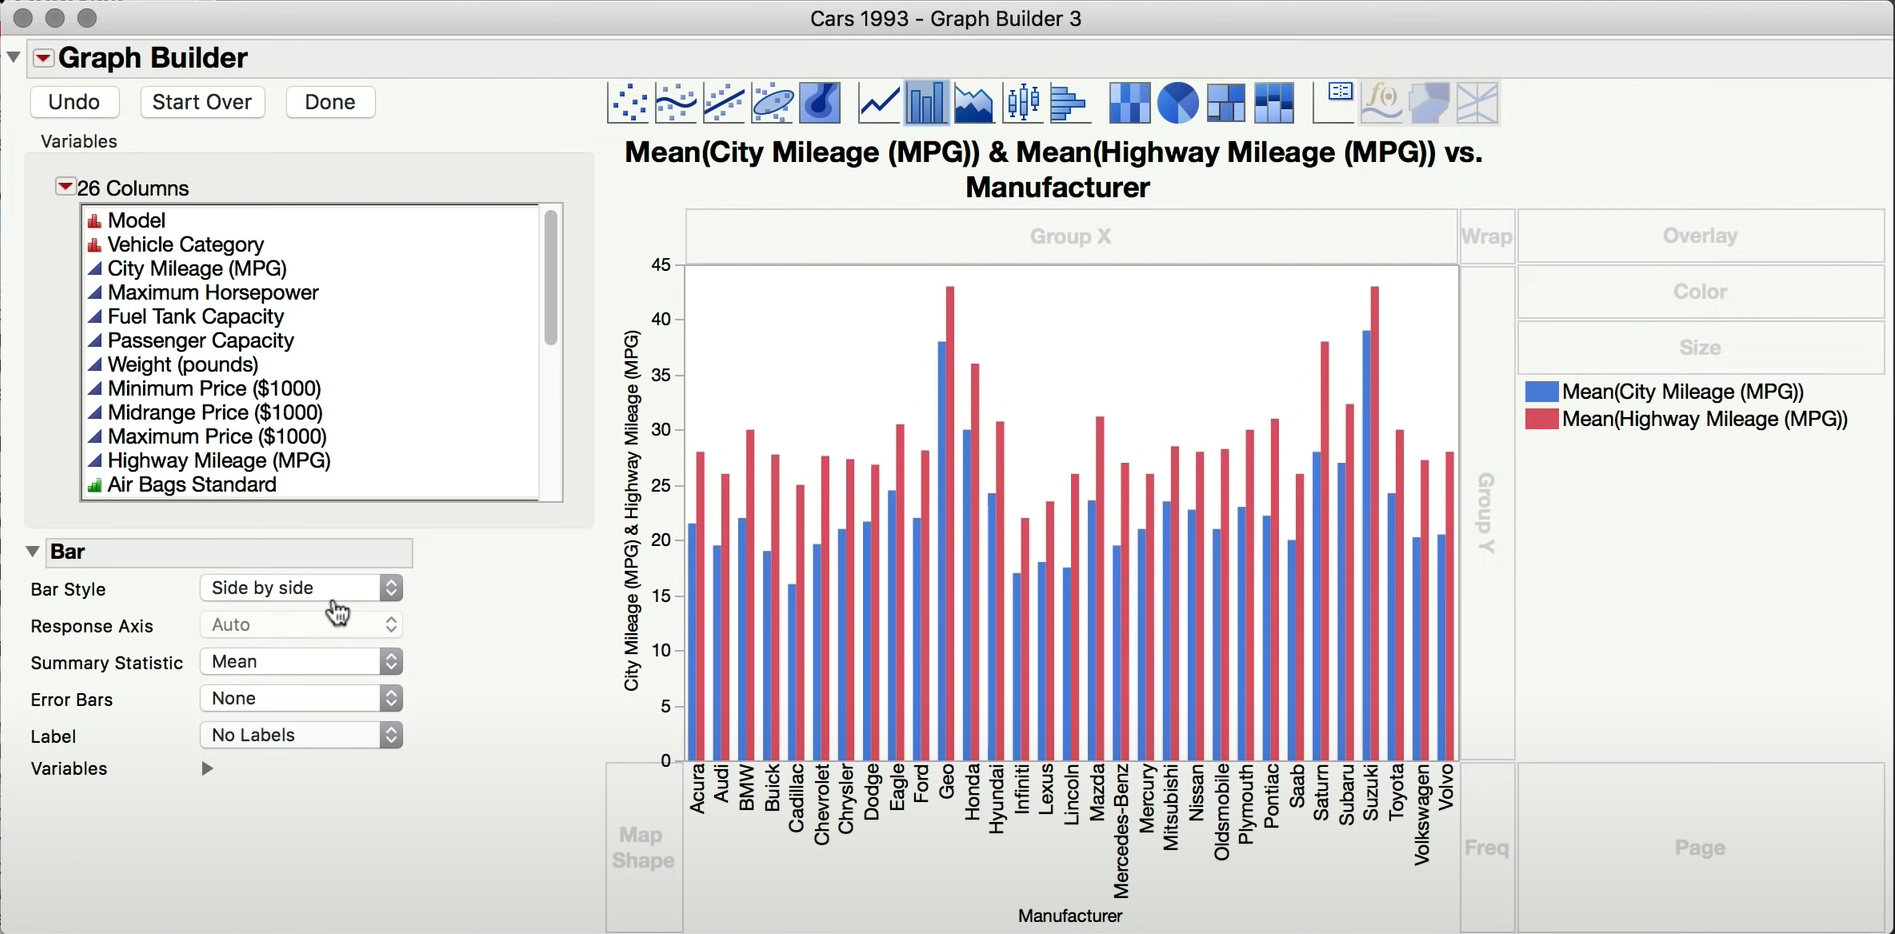 Cars 1993 - Graph Builder 3
Graph Builder
Undo
Start Over
Done
Variables
26 Columns
Model
Vehicle Category
City Mileage (MPG)
Maximum Horsepower
Fuel Tank Capacity
Passenger Capacity
Weight (pounds)
Minimum Price ($1000)
Midrange Price ($1000)
Maximum Price ($1000)
Highway Mileage (MPG)
Air Bags Standard
Bar
Bar Style
Side by side
Response Axis
Auto
Summary Statistic
Mean
Error Bars
None
Label
No Labels
Variables
Mean(City Mileage (MPG)) & Mean(Highway Mileage (MPG)) vs.
Manufacturer
Group X
Wrap
Overlay
Color
Size
Mean(City Mileage (MPG))
Mean(Highway Mileage (MPG))
City Mileage (MPG) & Highway Mileage (MPG)
45
40
35
30
25
20
15
10
5
0
Group Y
Acura
Audi
BMW
Buick
Cadillac
Chevrolet
Chrysler
Dodge
Eagle
Ford
Geo
Honda
Hyundai
Infiniti
Lexus
Lincoln
Mazda
Mercedes-Benz
Mercury
Mitsubishi
Nissan
Oldsmobile
Plymouth
Pontiac
Saab
Saturn
Subaru
Suzuki
Toyota
Volkswagen
Volvo
Map
Shape
Manufacturer
Freq
Page